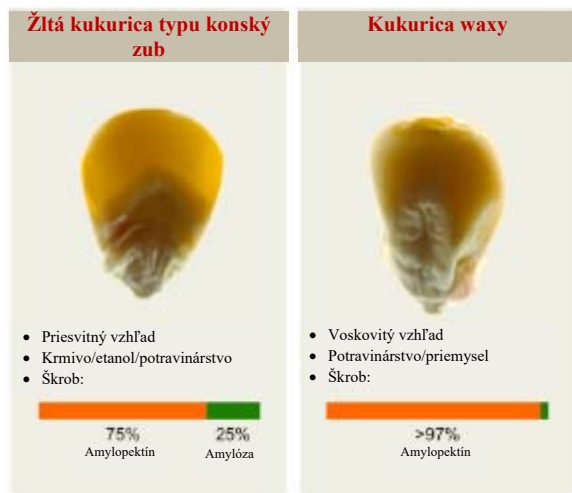 Žltá kukurica typu konský
zub
• Priesvitný vzhľad
• Krmivo/etanol/potravinárstvo
• Škrob:
75%
25%
Amylopektín
Amylóza
Kukurica waxy
• Voskovitý vzhľad
• Potravinárstvo/priemysel
• Škrob:
>97%
Amylopektín